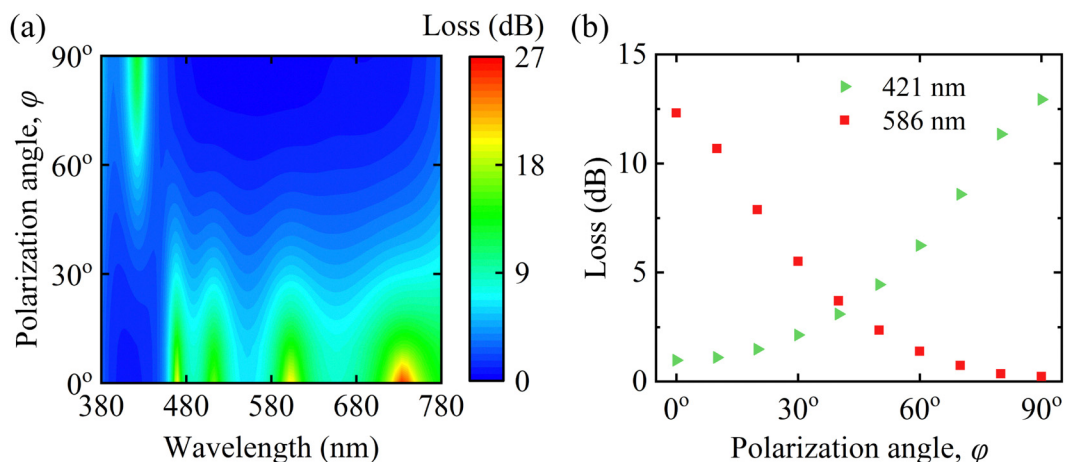 (a)
Loss (dB)
90°
60°
30°
0°
Polarization angle, φ
380
480
580
680
780
Wavelength (nm)
27
18
9
0
(b)
15
10
5
0
Loss (dB)
421 nm
586 nm
0°
30°
60°
90°
Polarization angle, φ